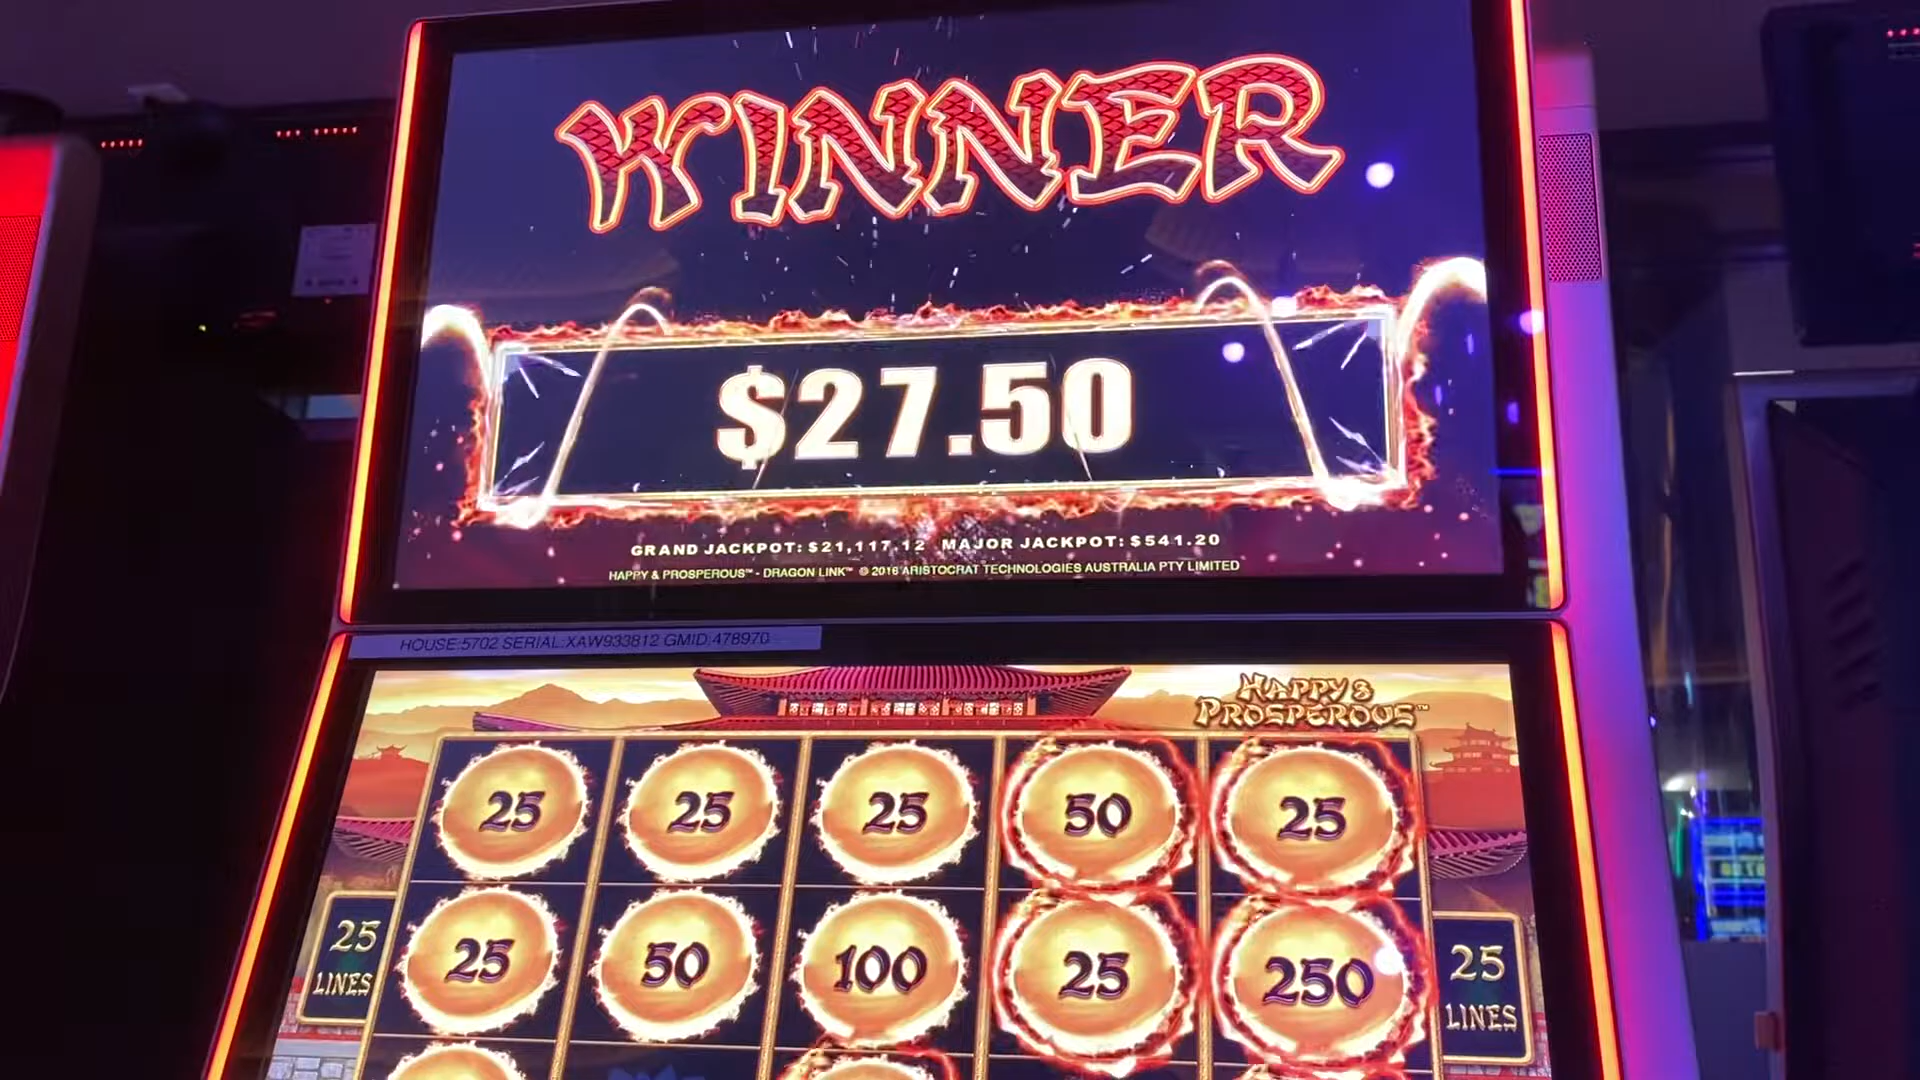 WINNER
$27.50
GRAND JACKPOT: $21,117.12 MAJOR JACKPOT: $541.20
HAPPY & PROSPEROUS™ - DRAGON LINK™ © 2016 ARISTOCRAT TECHNOLOGIES AUSTRALIA PTY LIMITED
HOUSE:5702 SERIAL:XAW933812 GMID:478970
HAPPY &
PROSPEROUS™
25 25 25 50 25
25 50 100 25 250
25
LINES
25
LINES